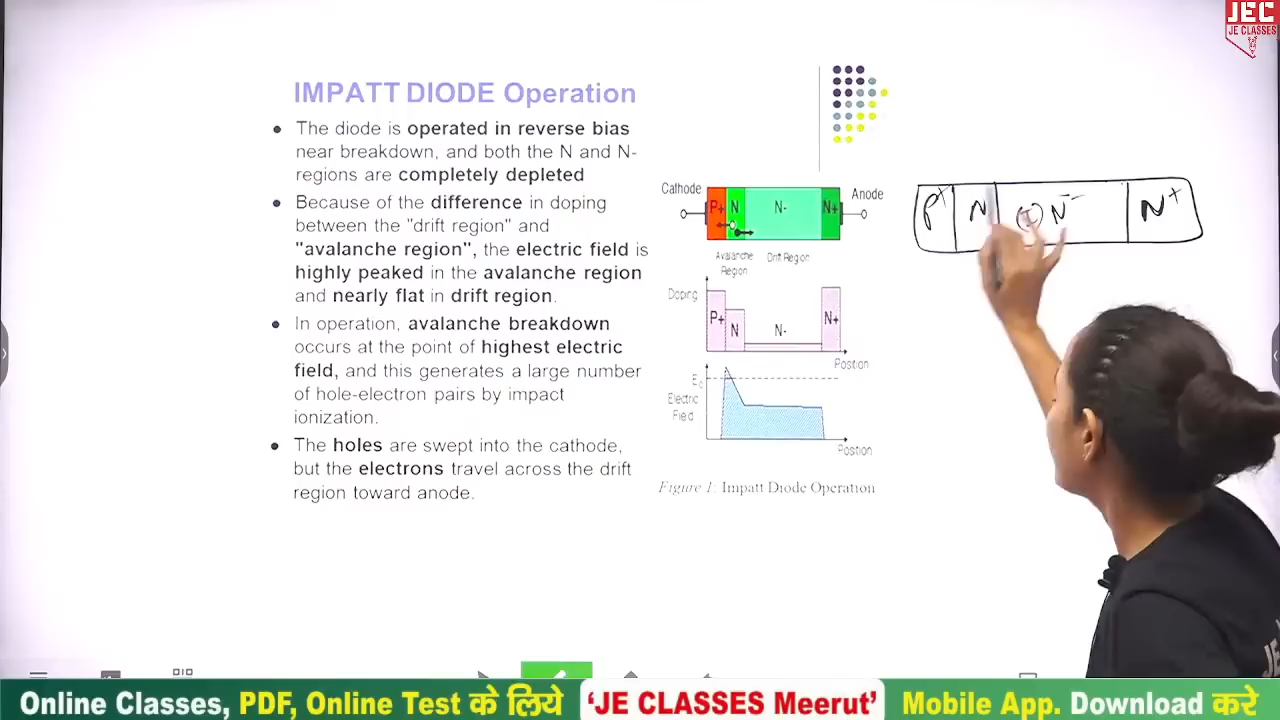 JEC
JE CLASSES
IMPATT DIODE Operation
The diode is operated in reverse bias
near breakdown, and both the N and N-
regions are completely depleted
Because of the difference in doping
between the "drift region" and
"avalanche region", the electric field is
highly peaked in the avalanche region
and nearly flat in drift region.
In operation, avalanche breakdown
occurs at the point of highest electric
field, and this generates a large number
of hole-electron pairs by impact
ionization.
The holes are swept into the cathode,
but the electrons travel across the drift
region toward anode.
Cathode
Anode
P+ N N- N+
Avalanche Region
Drift Region
Doping
P+ N N- N+
Position
Ec
Electric
Field
Position
Figure 1: Impatt Diode Operation
P+ N N- N+
JEC
Online Classes, PDF, Online Test के लिये 'JE CLASSES Meerut' Mobile App. Download करे